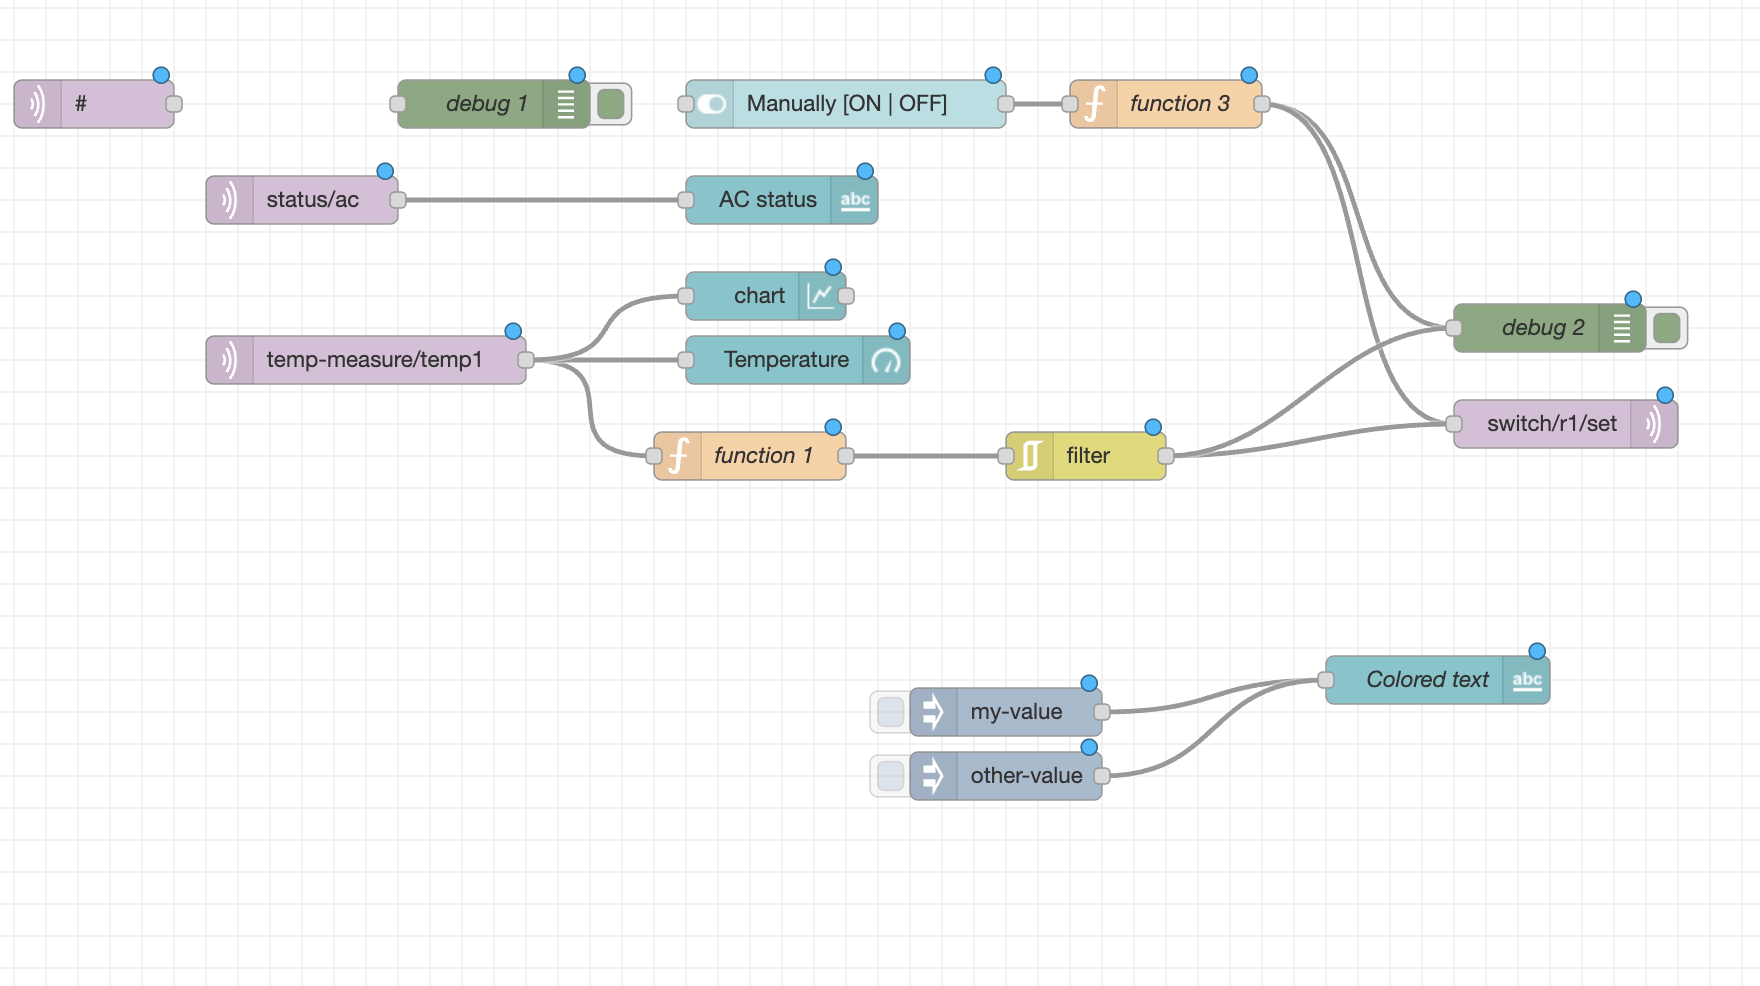 #
debug 1
Manually [ON | OFF]
function 3
status/ac
AC status
abc
chart
temp-measure/temp1
Temperature
debug 2
switch/r1/set
function 1
filter
Colored text
abc
my-value
other-value